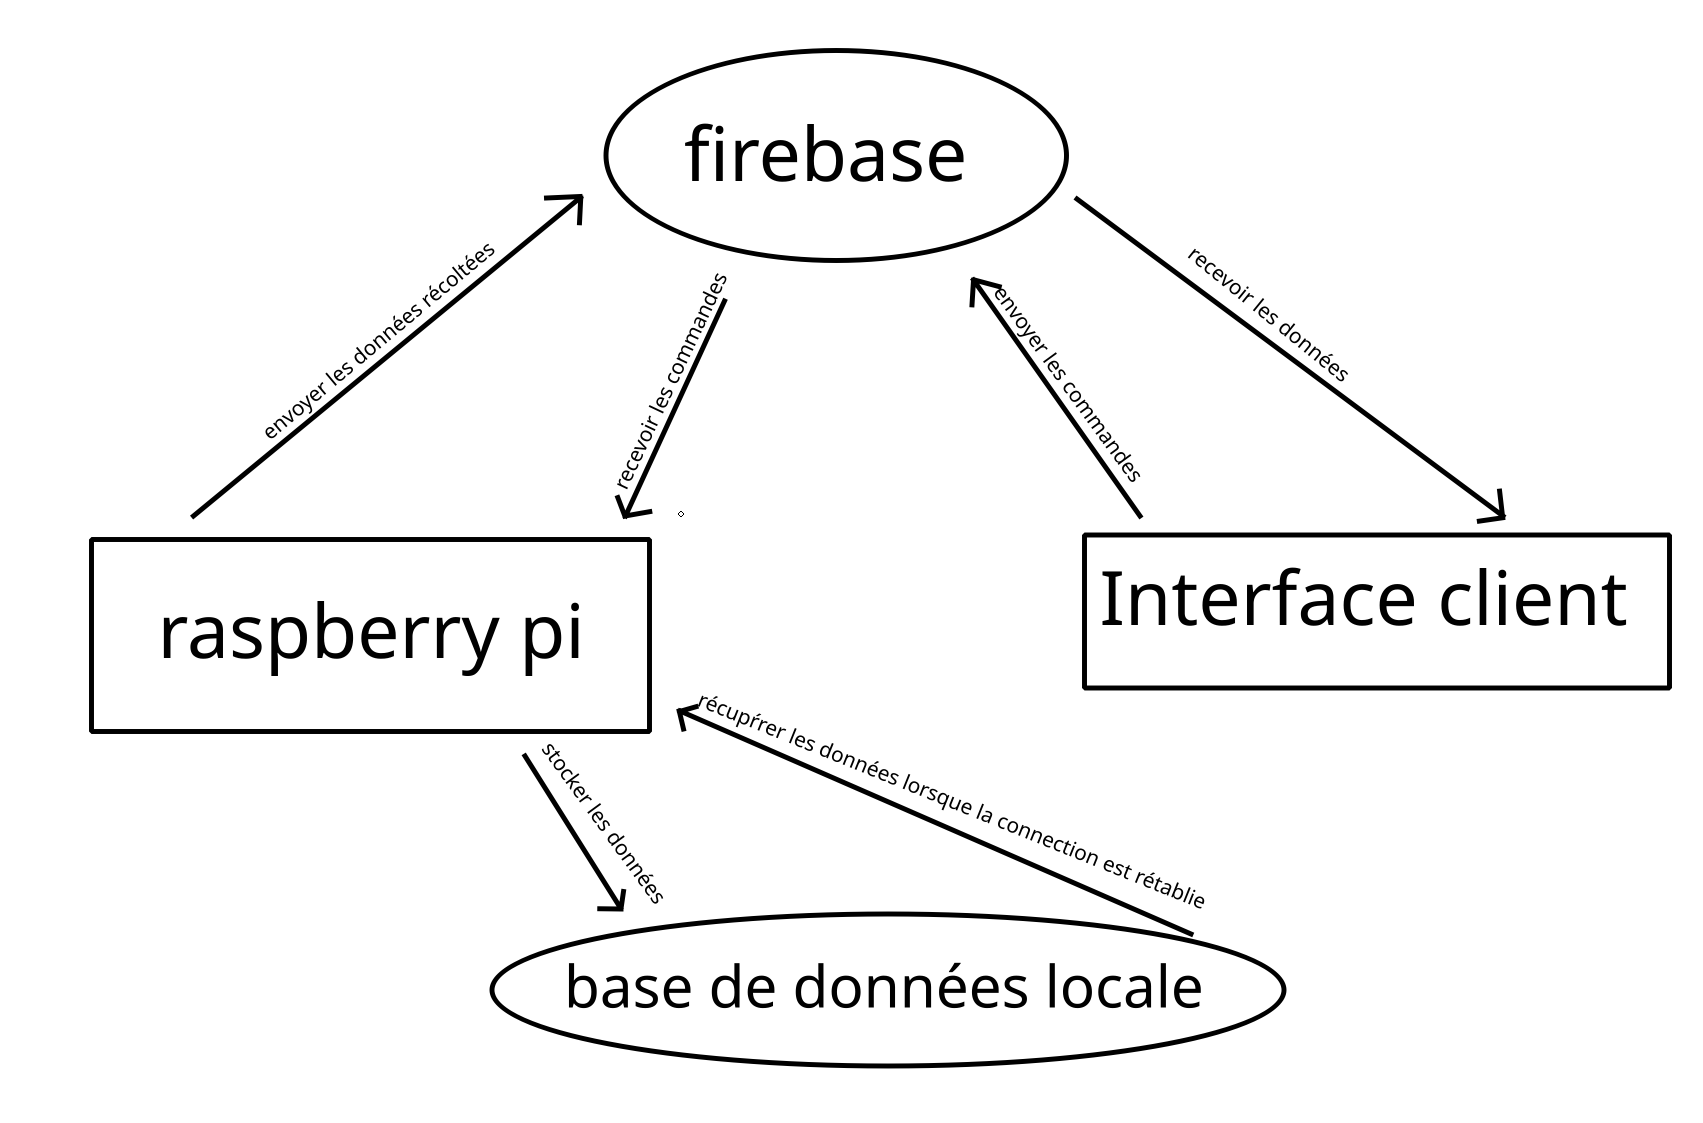 firebase
envoyer les données récoltées
recevoir les commandes
envoyer les commandes
recevoir les données
raspberry pi
Interface client
stocker les données
récupŕrer les données lorsque la connection est rétablie
base de données locale